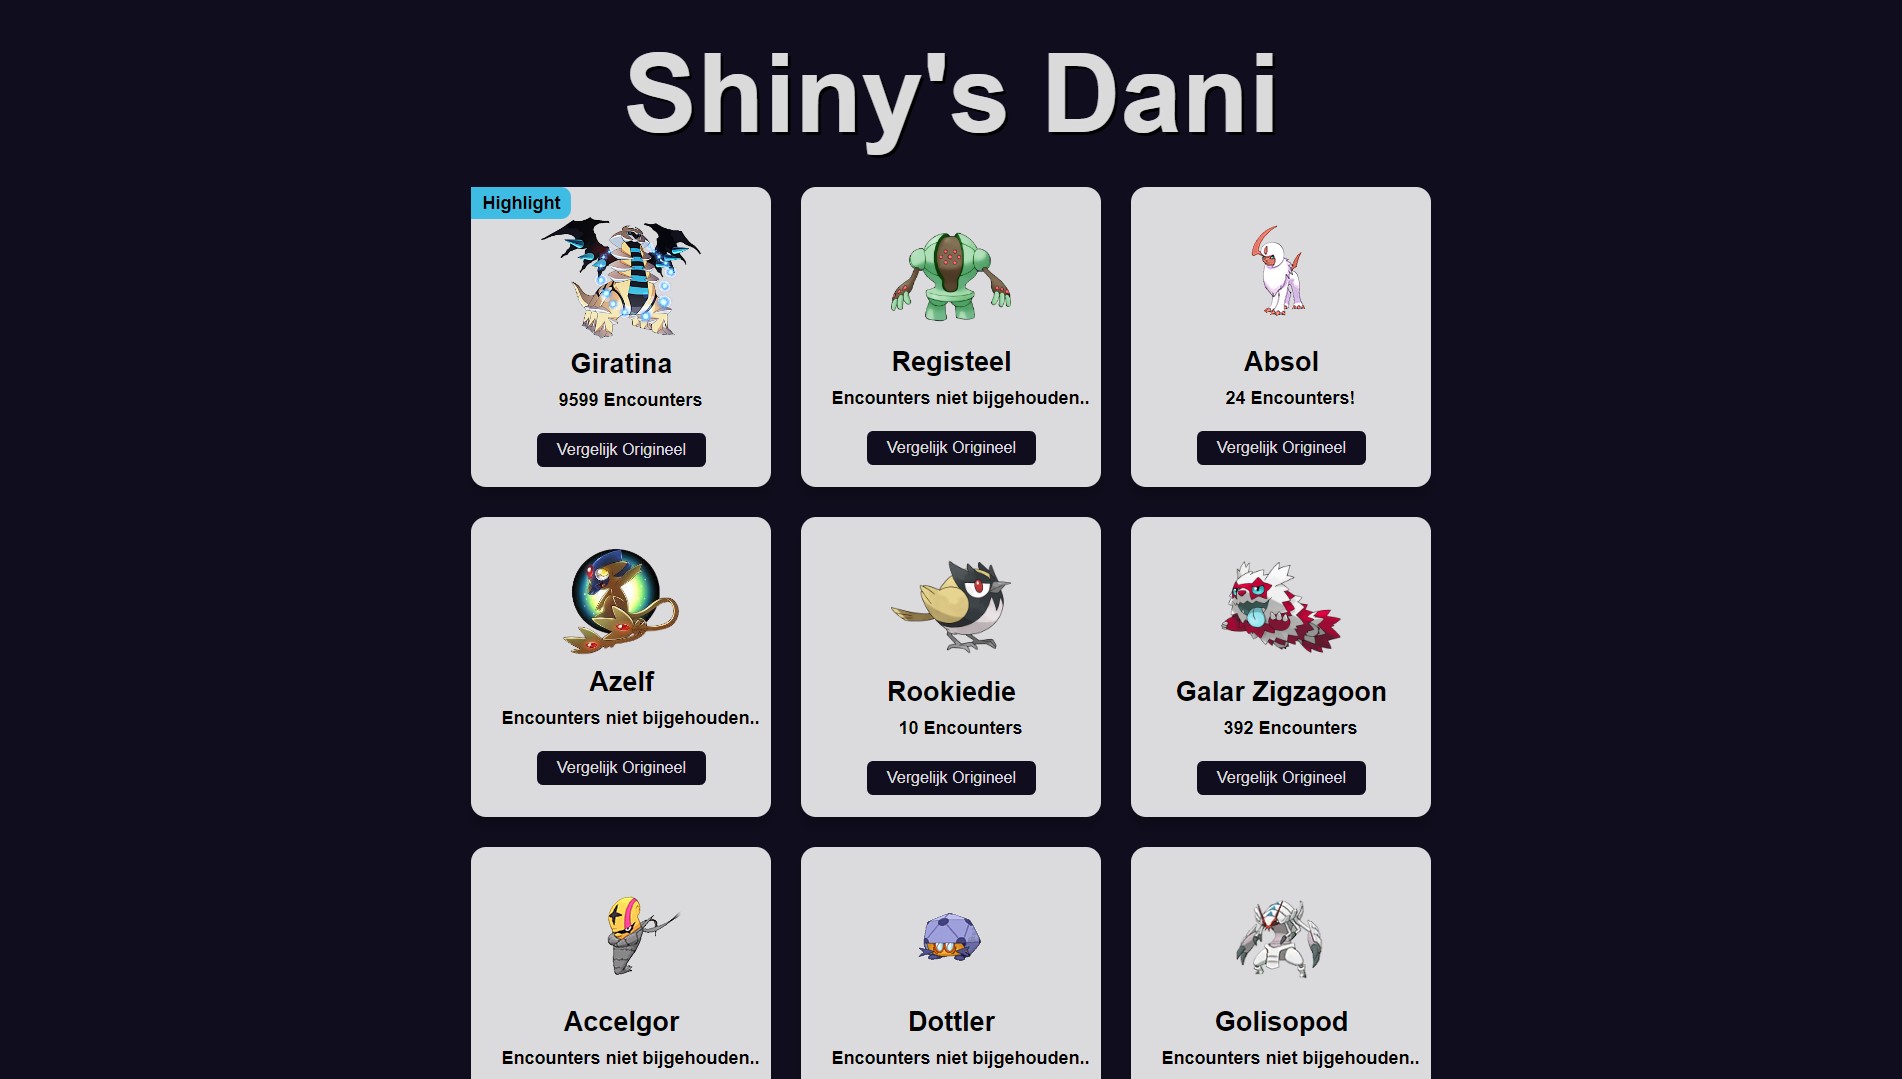 Shiny's Dani
Highlight
Giratina
9599 Encounters
Vergelijk Origineel
Registeel
Encounters niet bijgehouden..
Vergelijk Origineel
Absol
24 Encounters!
Vergelijk Origineel
Azelf
Encounters niet bijgehouden..
Vergelijk Origineel
Rookiedie
10 Encounters
Vergelijk Origineel
Galar Zigzagoon
392 Encounters
Vergelijk Origineel
Accelgor
Encounters niet bijgehouden..
Dottler
Encounters niet bijgehouden..
Golisopod
Encounters niet bijgehouden..